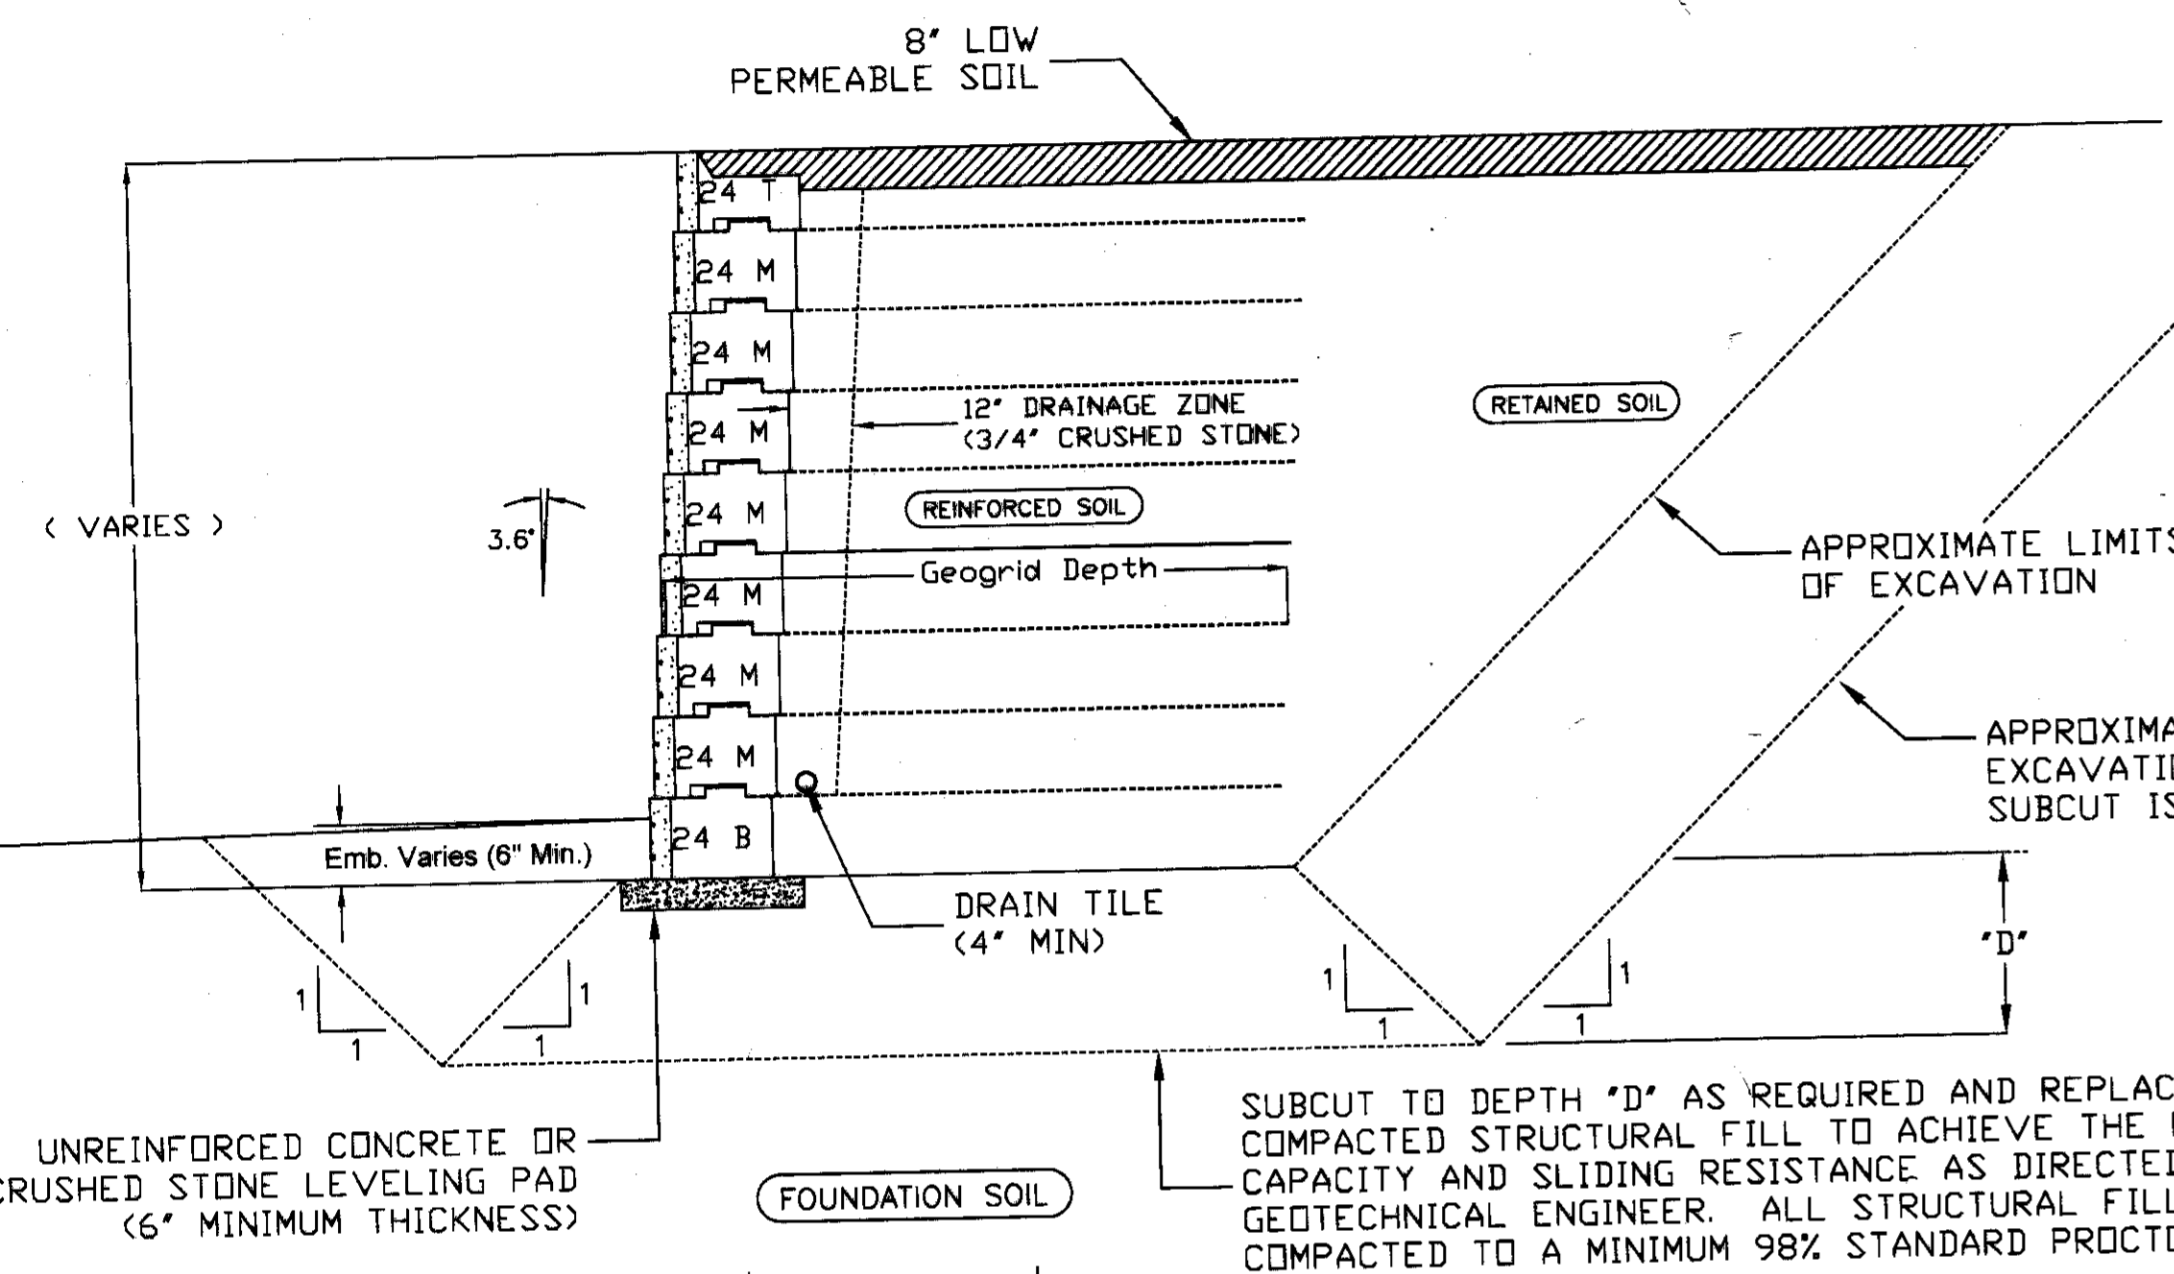 8" LOW
PERMEABLE SOIL
24 T
24 M
24 M
12" DRAINAGE ZONE
(3/4" CRUSHED STONE)
RETAINED SOIL
24 M
( VARIES )
3.6°
24 M
REINFORCED SOIL
APPROXIMATE LIMITS
OF EXCAVATION
Geogrid Depth
24 M
24 M
24 M
APPROXIMA
EXCAVATI
SUBCUT IS
24 B
Emb. Varies (6" Min.)
DRAIN TILE
(4" MIN)
"D"
1
1
1
1
1
1
1
1
SUBCUT TO DEPTH "D" AS REQUIRED AND REPLAC
COMPACTED STRUCTURAL FILL TO ACHIEVE THE
CAPACITY AND SLIDING RESISTANCE AS DIRECTE
GEOTECHNICAL ENGINEER. ALL STRUCTURAL FILL
COMPACTED TO A MINIMUM 98% STANDARD PROCT
UNREINFORCED CONCRETE OR
CRUSHED STONE LEVELING PAD
(6" MINIMUM THICKNESS)
FOUNDATION SOIL